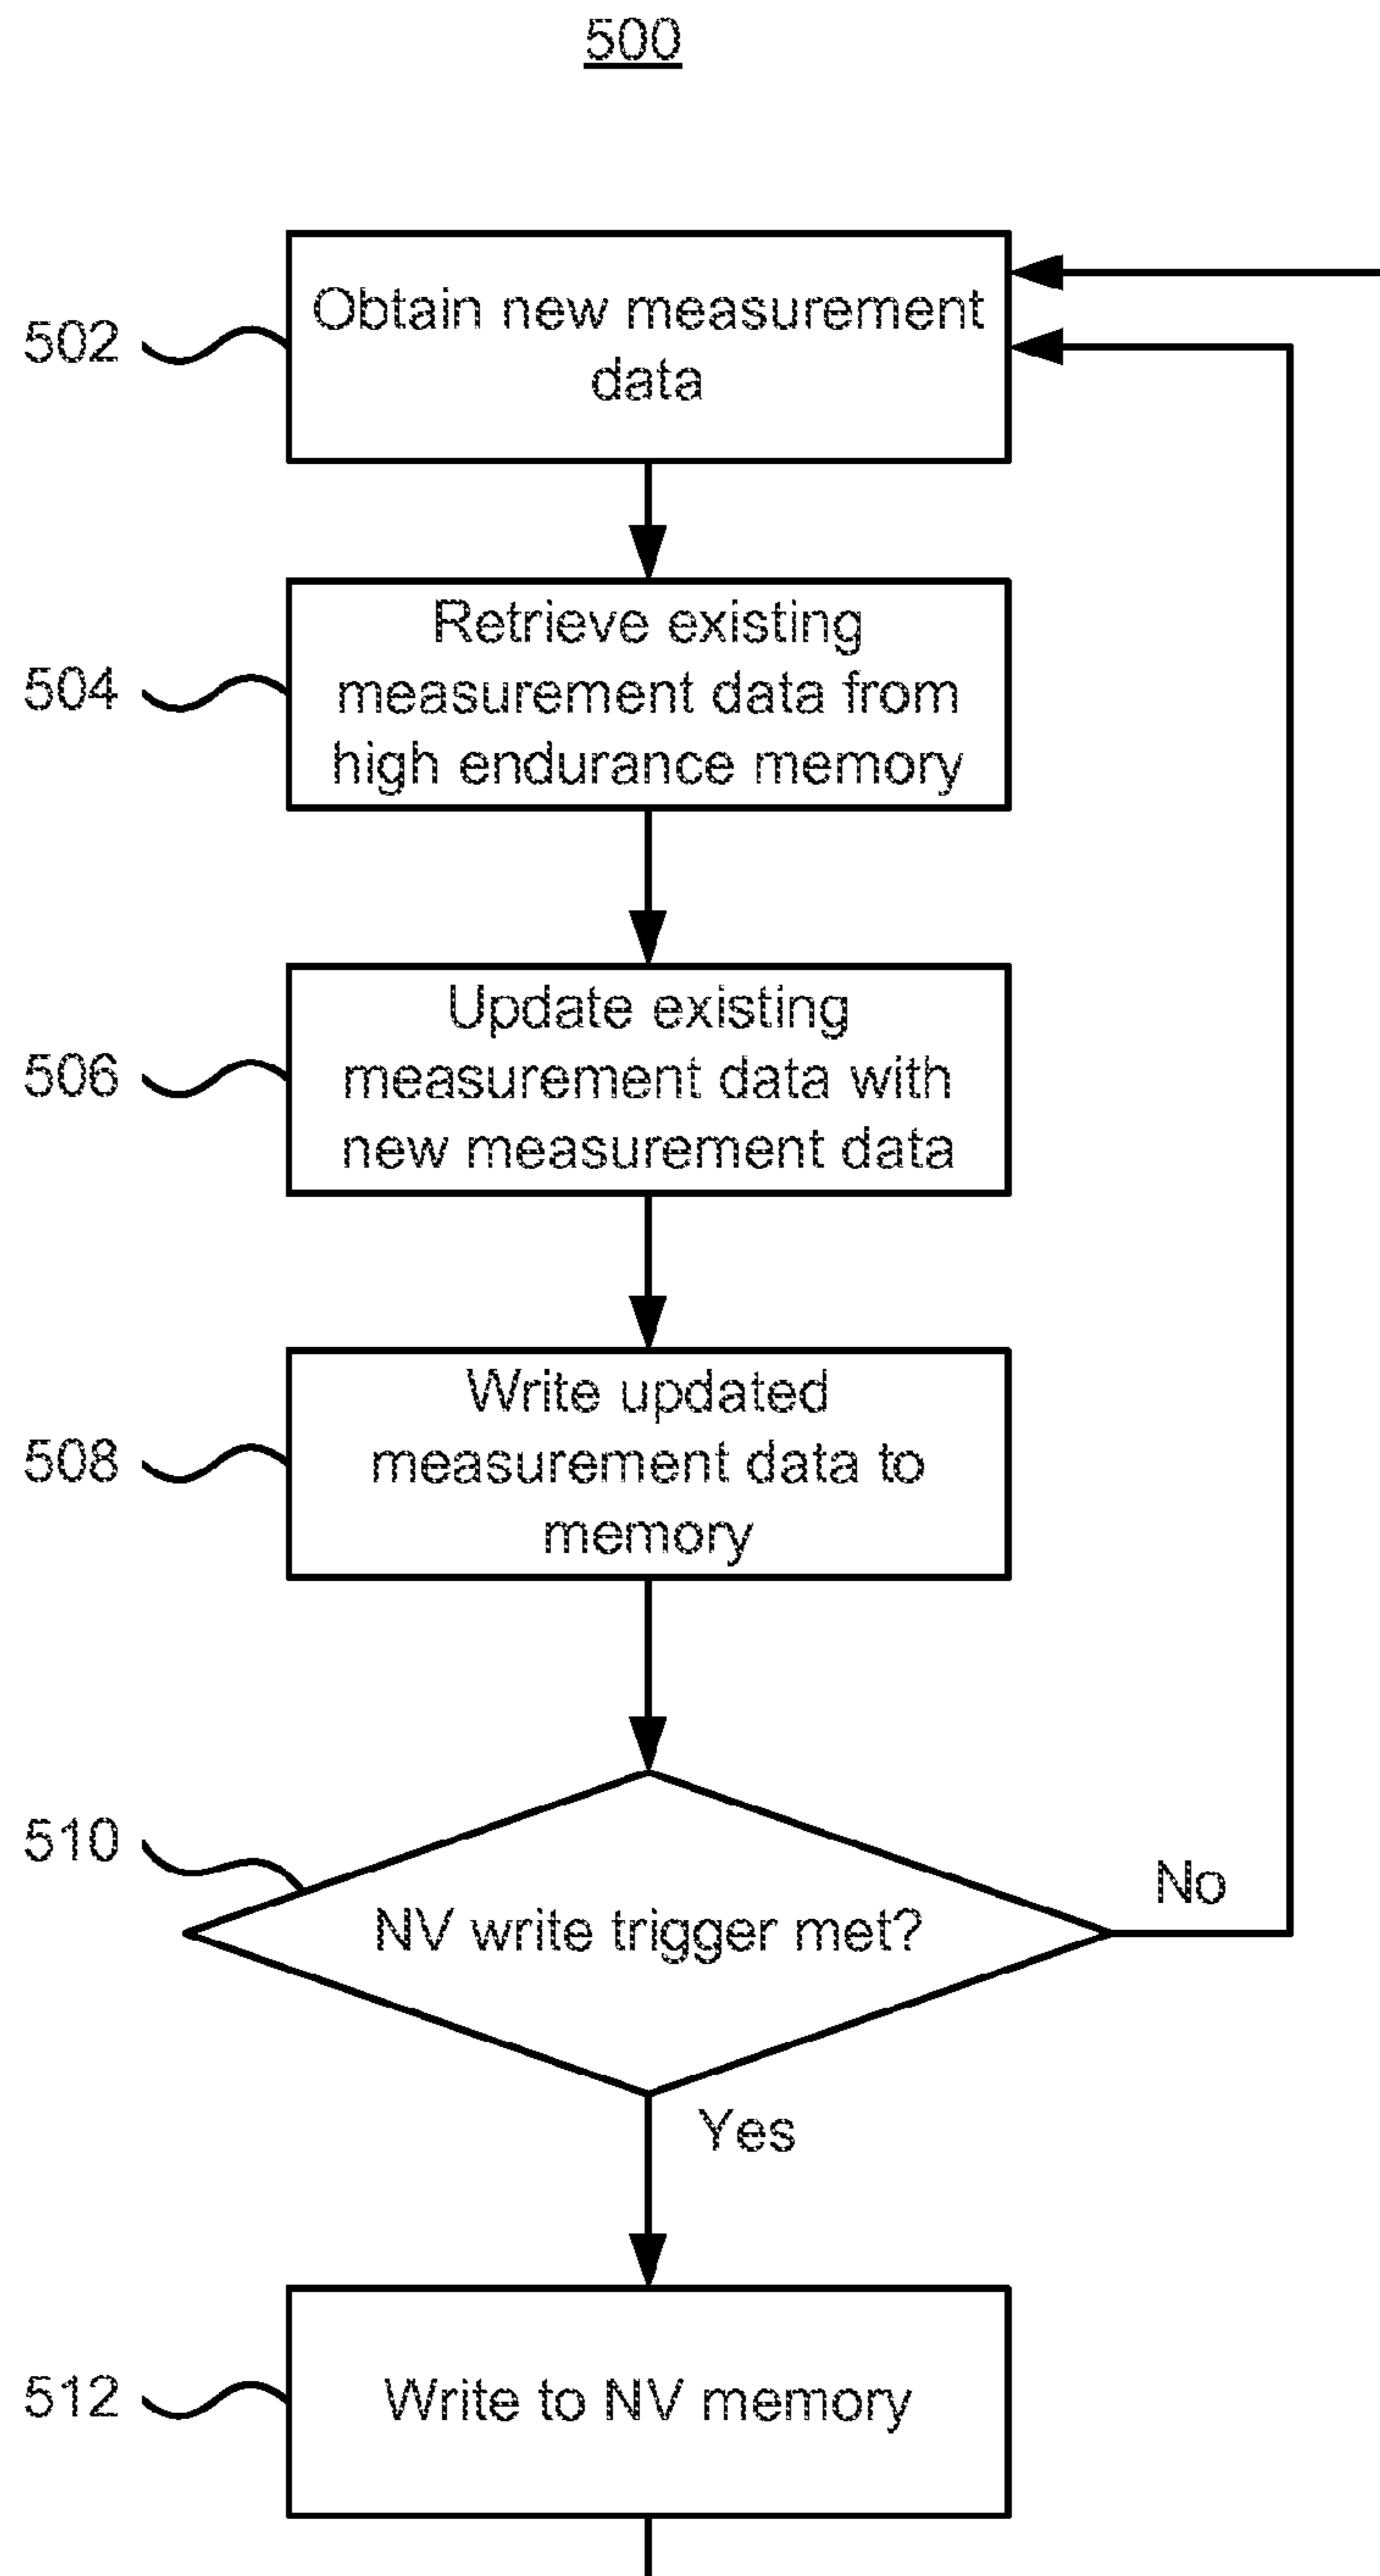 500
502
Obtain new measurement
data
504
Retrieve existing
measurement data from
high endurance memory
506
Update existing
measurement data with
new measurement data
508
Write updated
measurement data to
memory
510
NV write trigger met?
No
Yes
512
Write to NV memory